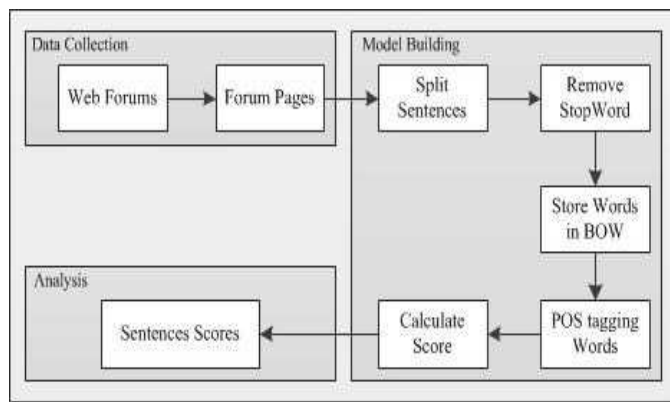 Data Collection
Web Forums
Forum Pages
Model Building
Split
Sentences
Remove
StopWord
Store Words
in BOW
POS tagging
Words
Calculate
Score
Analysis
Sentences Scores